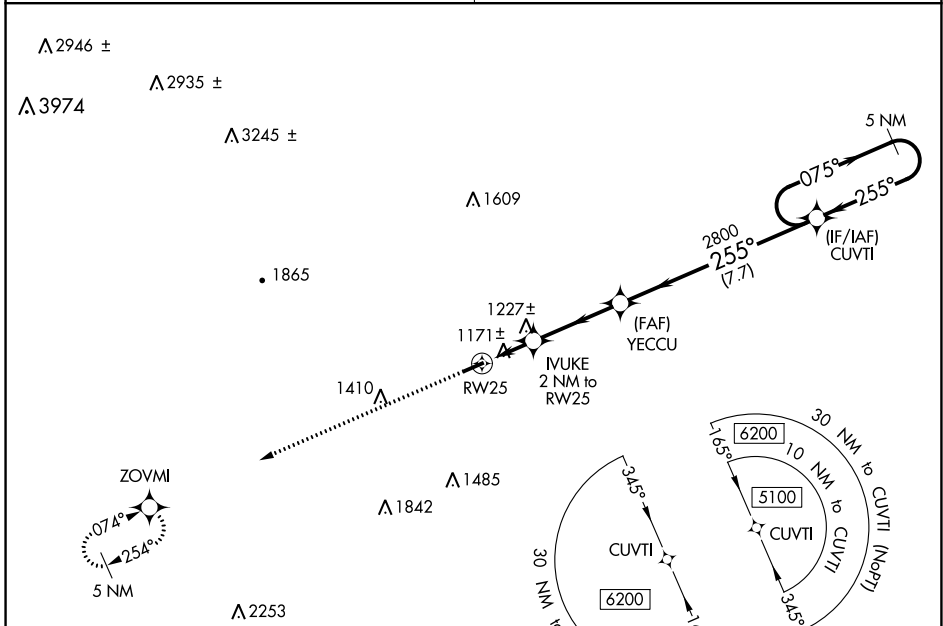 2946 ±
2935 ±
3974
3245 ±
5 NM
075°
255°
1609
(IF/IAF)
CUVTI
2800
255°
(7.7)
1865
1227±
(FAF)
YECCU
1171±
IVUKE
2 NM to
RW25
RW25
1410
ZOVMI
074°
254°
5 NM
1485
1842
2253
345°
CUVTI
6200
30 NM to
165°
6200
30 NM to CUVTI (NoPT)
10 NM to CUVTI
5100
CUVTI
345°